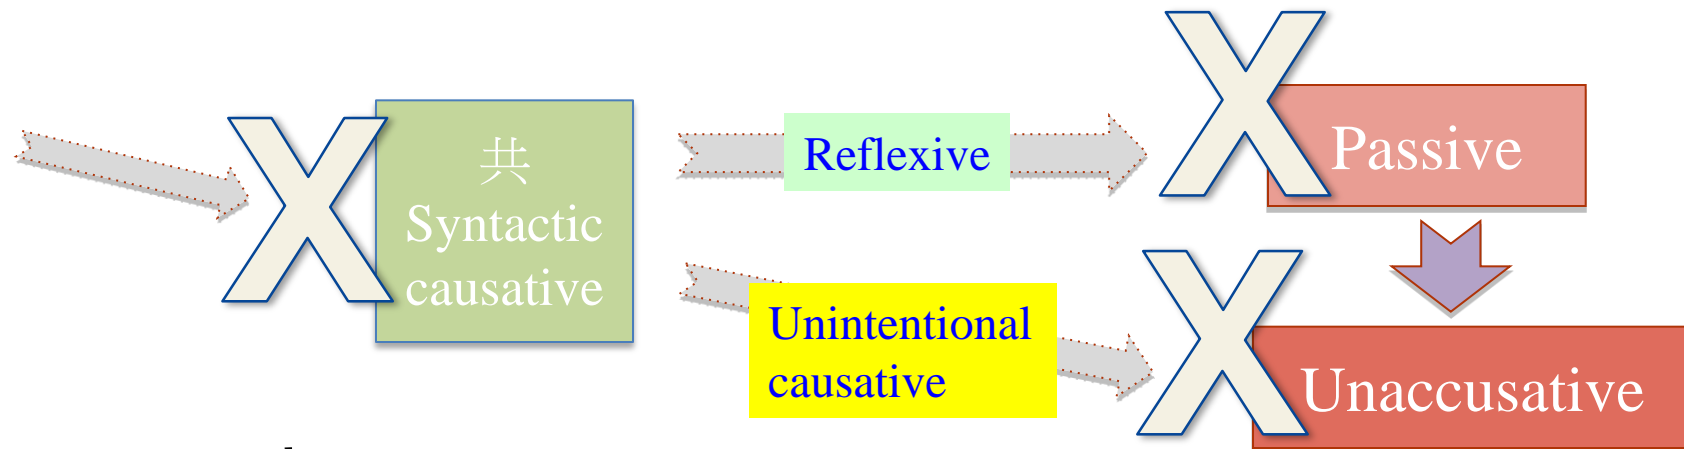 共
Syntactic
causative
Reflexive
Passive
Unintentional
causative
Unaccusative